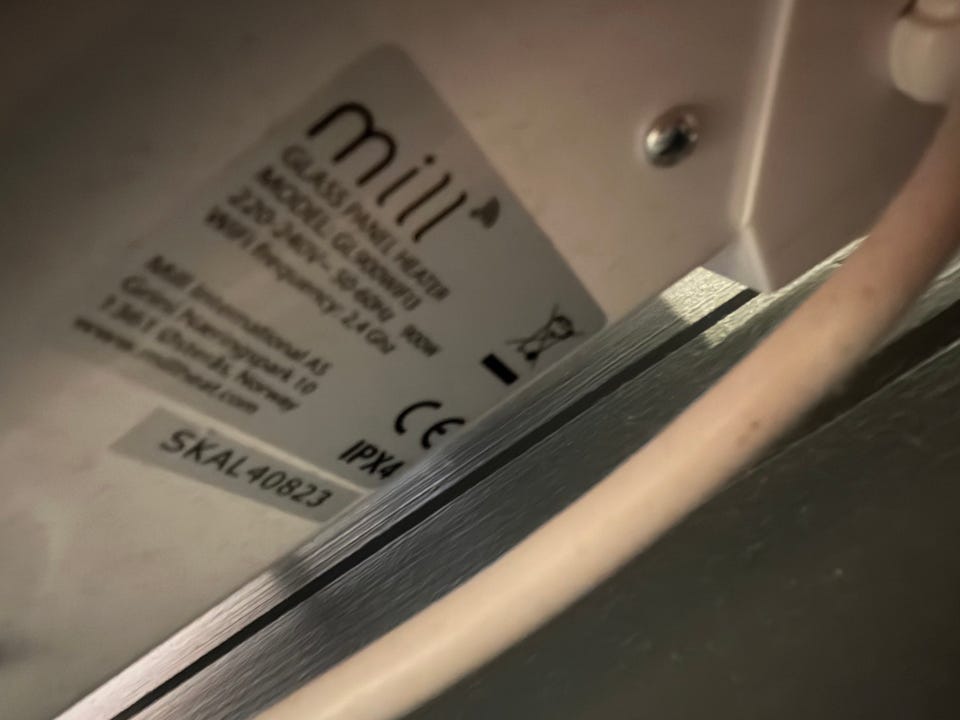 mill
GLASS PANEL HEATER
MODEL: GL900WIFI3
220-240V~ 50-60Hz 900W
WiFi frequency: 2.4 Ghz
Mill International AS
Grini Næringspark 10
1361 Østerås, Norway
www.millheat.com
CE
IPX4
SKAL40823